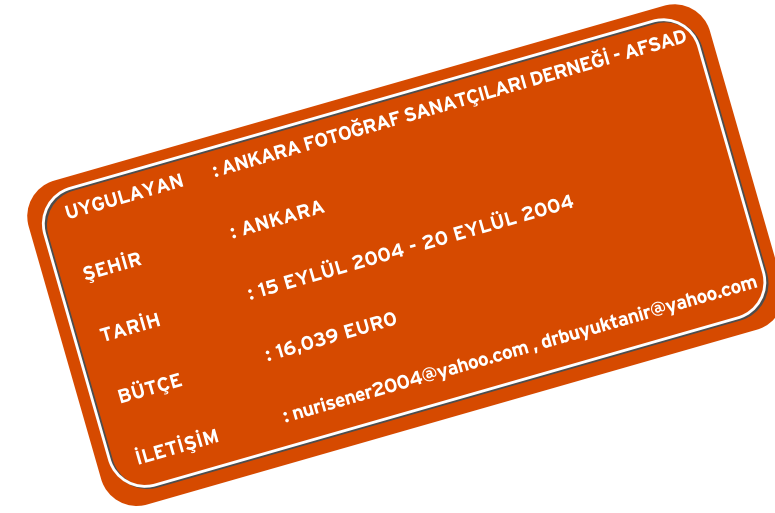 UYGULAYAN : ANKARA FOTOĞRAF SANATÇILARI DERNEĞİ - AFSAD
ŞEHİR : ANKARA
TARİH : 15 EYLÜL 2004 - 20 EYLÜL 2004
BÜTÇE : 16,039 EURO
İLETİŞİM : nurisener2004@yahoo.com , drbuyuktanir@yahoo.com